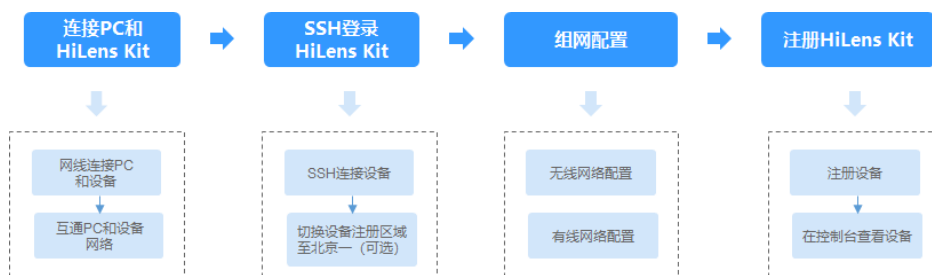 连接PC和
HiLens Kit
SSH登录
HiLens Kit
组网配置
注册HiLens Kit
网线连接PC
和设备
互通PC和设备
网络
SSH连接设备
切换设备注册区域
至北京一（可选）
无线网络配置
有线网络配置
注册设备
在控制台查看设备